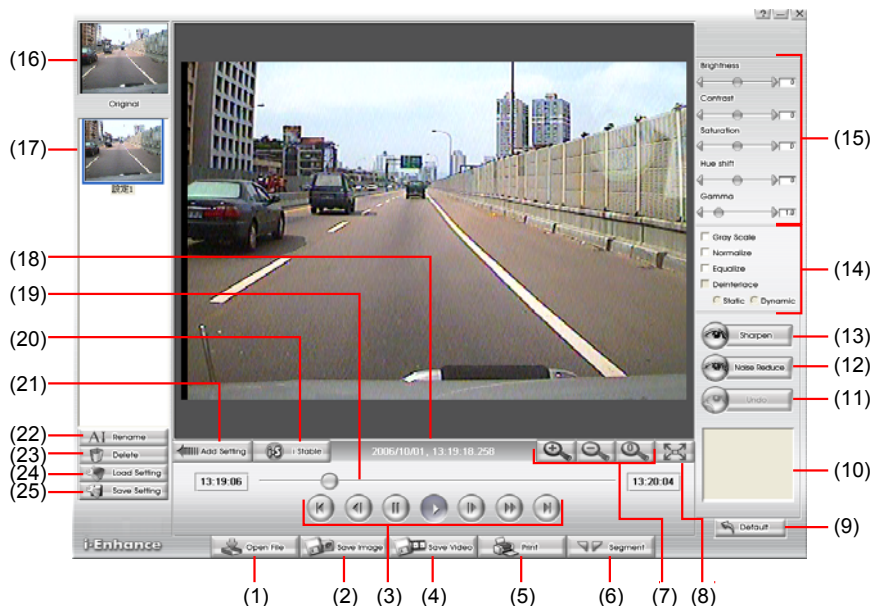 (16)
Original
(17)
設定1
Brightness
0
Contrast
0
Saturation
0
Hue shift
0
Gamma
1.0
(15)
Gray Scale
Normalize
Equalize
Deinterlace
Static Dynamic
(14)
(18)
(19)
(20)
(21)
Sharpen
(13)
Noise Reduce
(12)
Undo
(11)
(22)
AI Rename
(23)
Delete
(24)
Load Setting
(25)
Save Setting
Add Setting
i Stable
2006/10/01, 13:19:18.258
13:19:06
13:20:04
(10)
Default
(9)
i-Enhance
Open File
Save Image
Save Video
Print
Segment
(1)
(2)
(3)
(4)
(5)
(6)
(7)
(8)